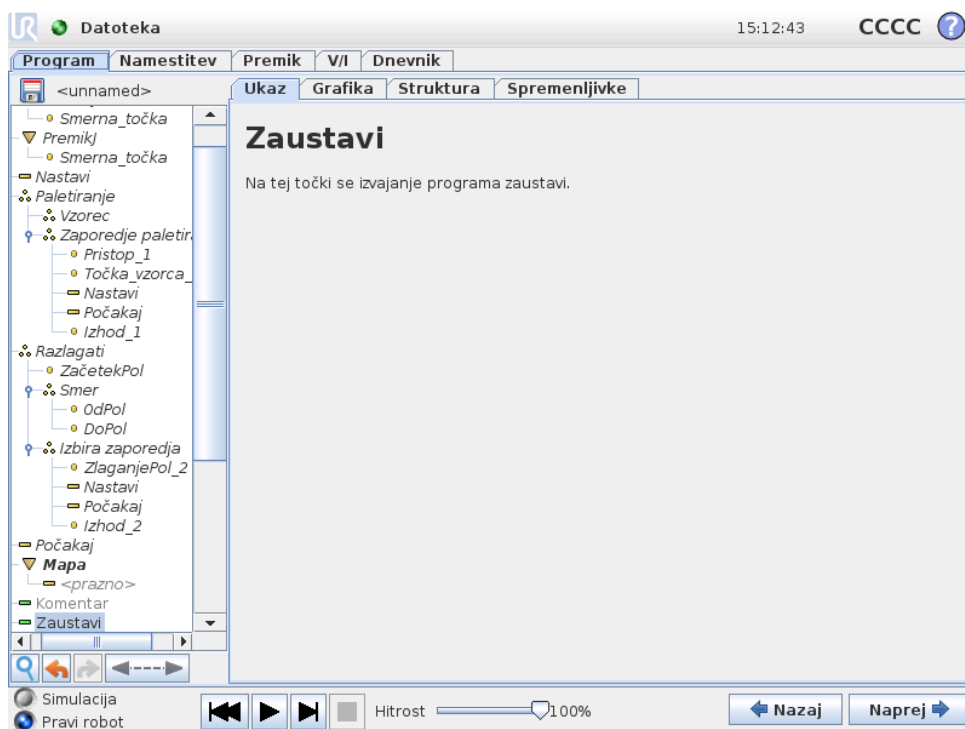 UR Datoteka 15:12:43 CCCC ?
Program Namestitev Premik V/I Dnevnik
<unnamed>
Ukaz Grafika Struktura Spremenljivke
Smerna_točka
PremikJ
Smerna_točka
Nastavi
Paletiranje
Vzorec
Zaporedje paletir
Pristop_1
Točka_vzorca_
Nastavi
Počakaj
Izhod_1
Razlagati
ZačetekPol
Smer
OdPol
DoPol
Izbira zaporedja
ZlaganjePol_2
Nastavi
Počakaj
Izhod_2
Počakaj
Mapa
<prazno>
Komentar
Zaustavi
Zaustavi
Na tej točki se izvajanje programa zaustavi.
Simulacija
Pravi robot
Hitrost 100%
Nazaj
Naprej